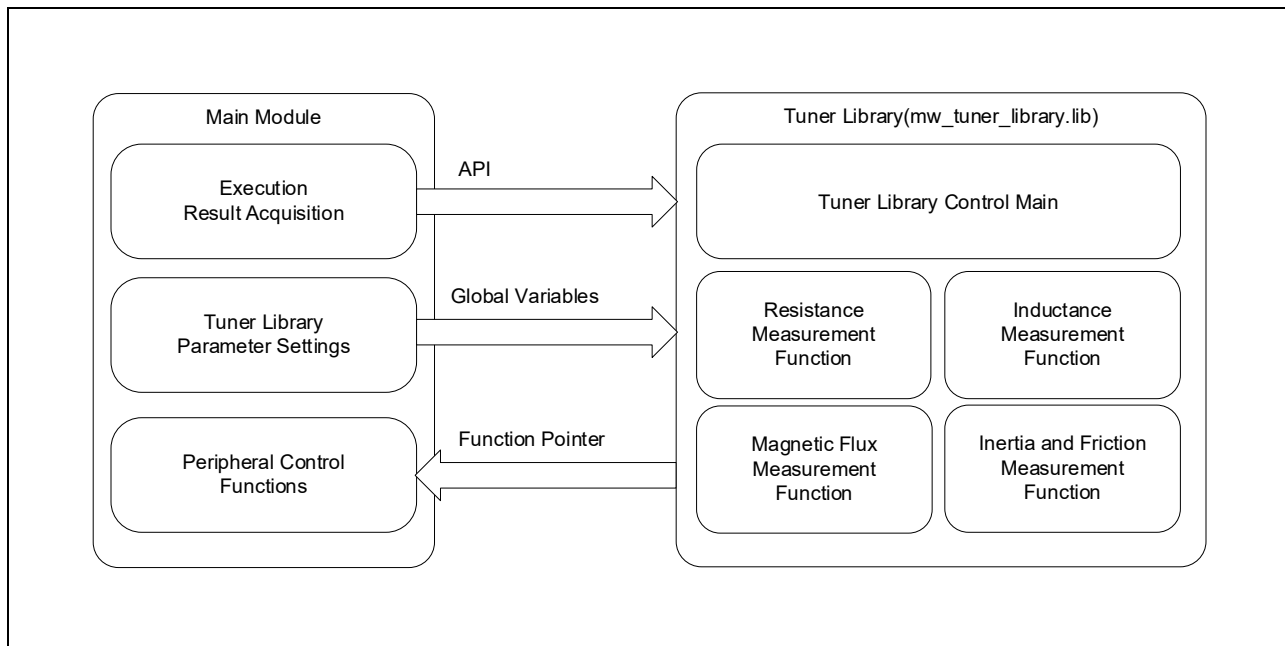 Main Module
Execution
Result Acquisition
Tuner Library
Parameter Settings
Peripheral Control
Functions
API
Global Variables
Function Pointer
Tuner Library(mw_tuner_library.lib)
Tuner Library Control Main
Resistance
Measurement
Function
Inductance
Measurement
Function
Magnetic Flux
Measurement
Function
Inertia and Friction
Measurement
Function